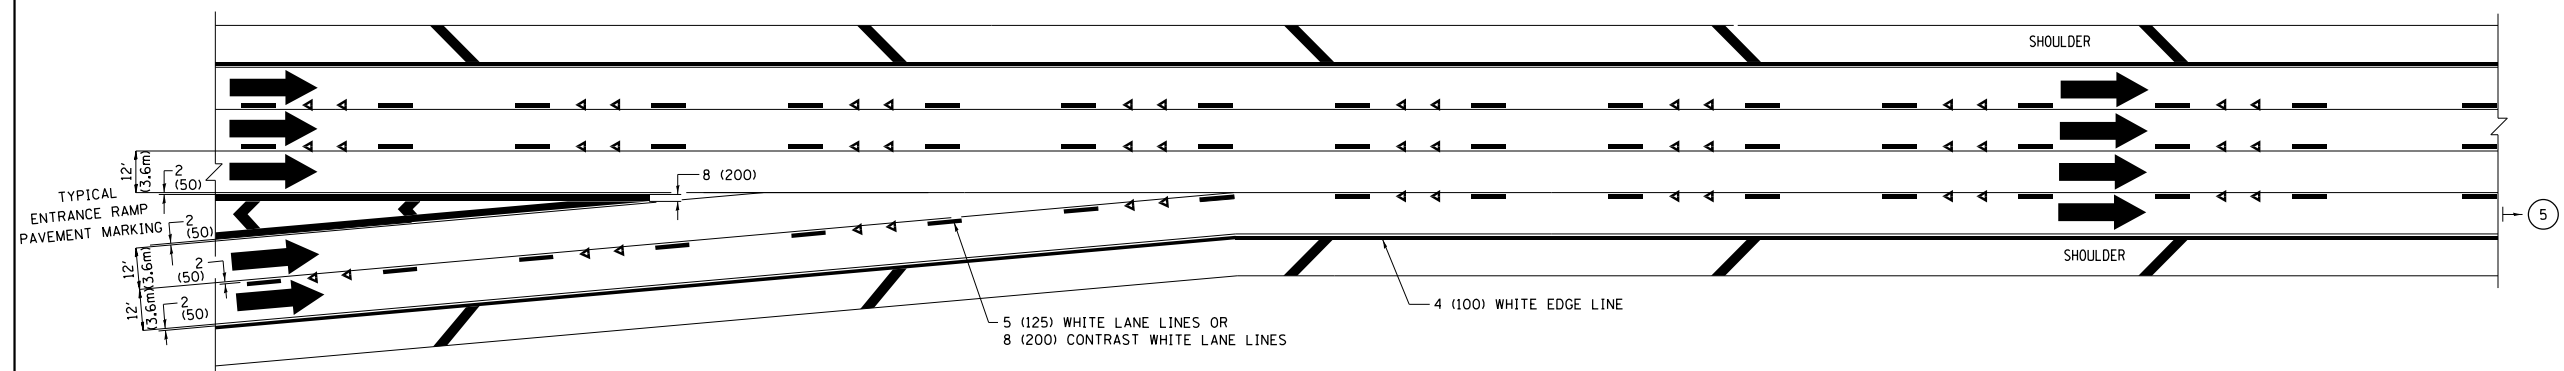 SHOULDER
12'
(3.6m)
2
(50)
8 (200)
TYPICAL
ENTRANCE RAMP
PAVEMENT MARKING
2
(50)
5
12'
(3.6m)
2
(50)
SHOULDER
12'
(3.6m)
2
(50)
4 (100) WHITE EDGE LINE
5 (125) WHITE LANE LINES OR
8 (200) CONTRAST WHITE LANE LINES